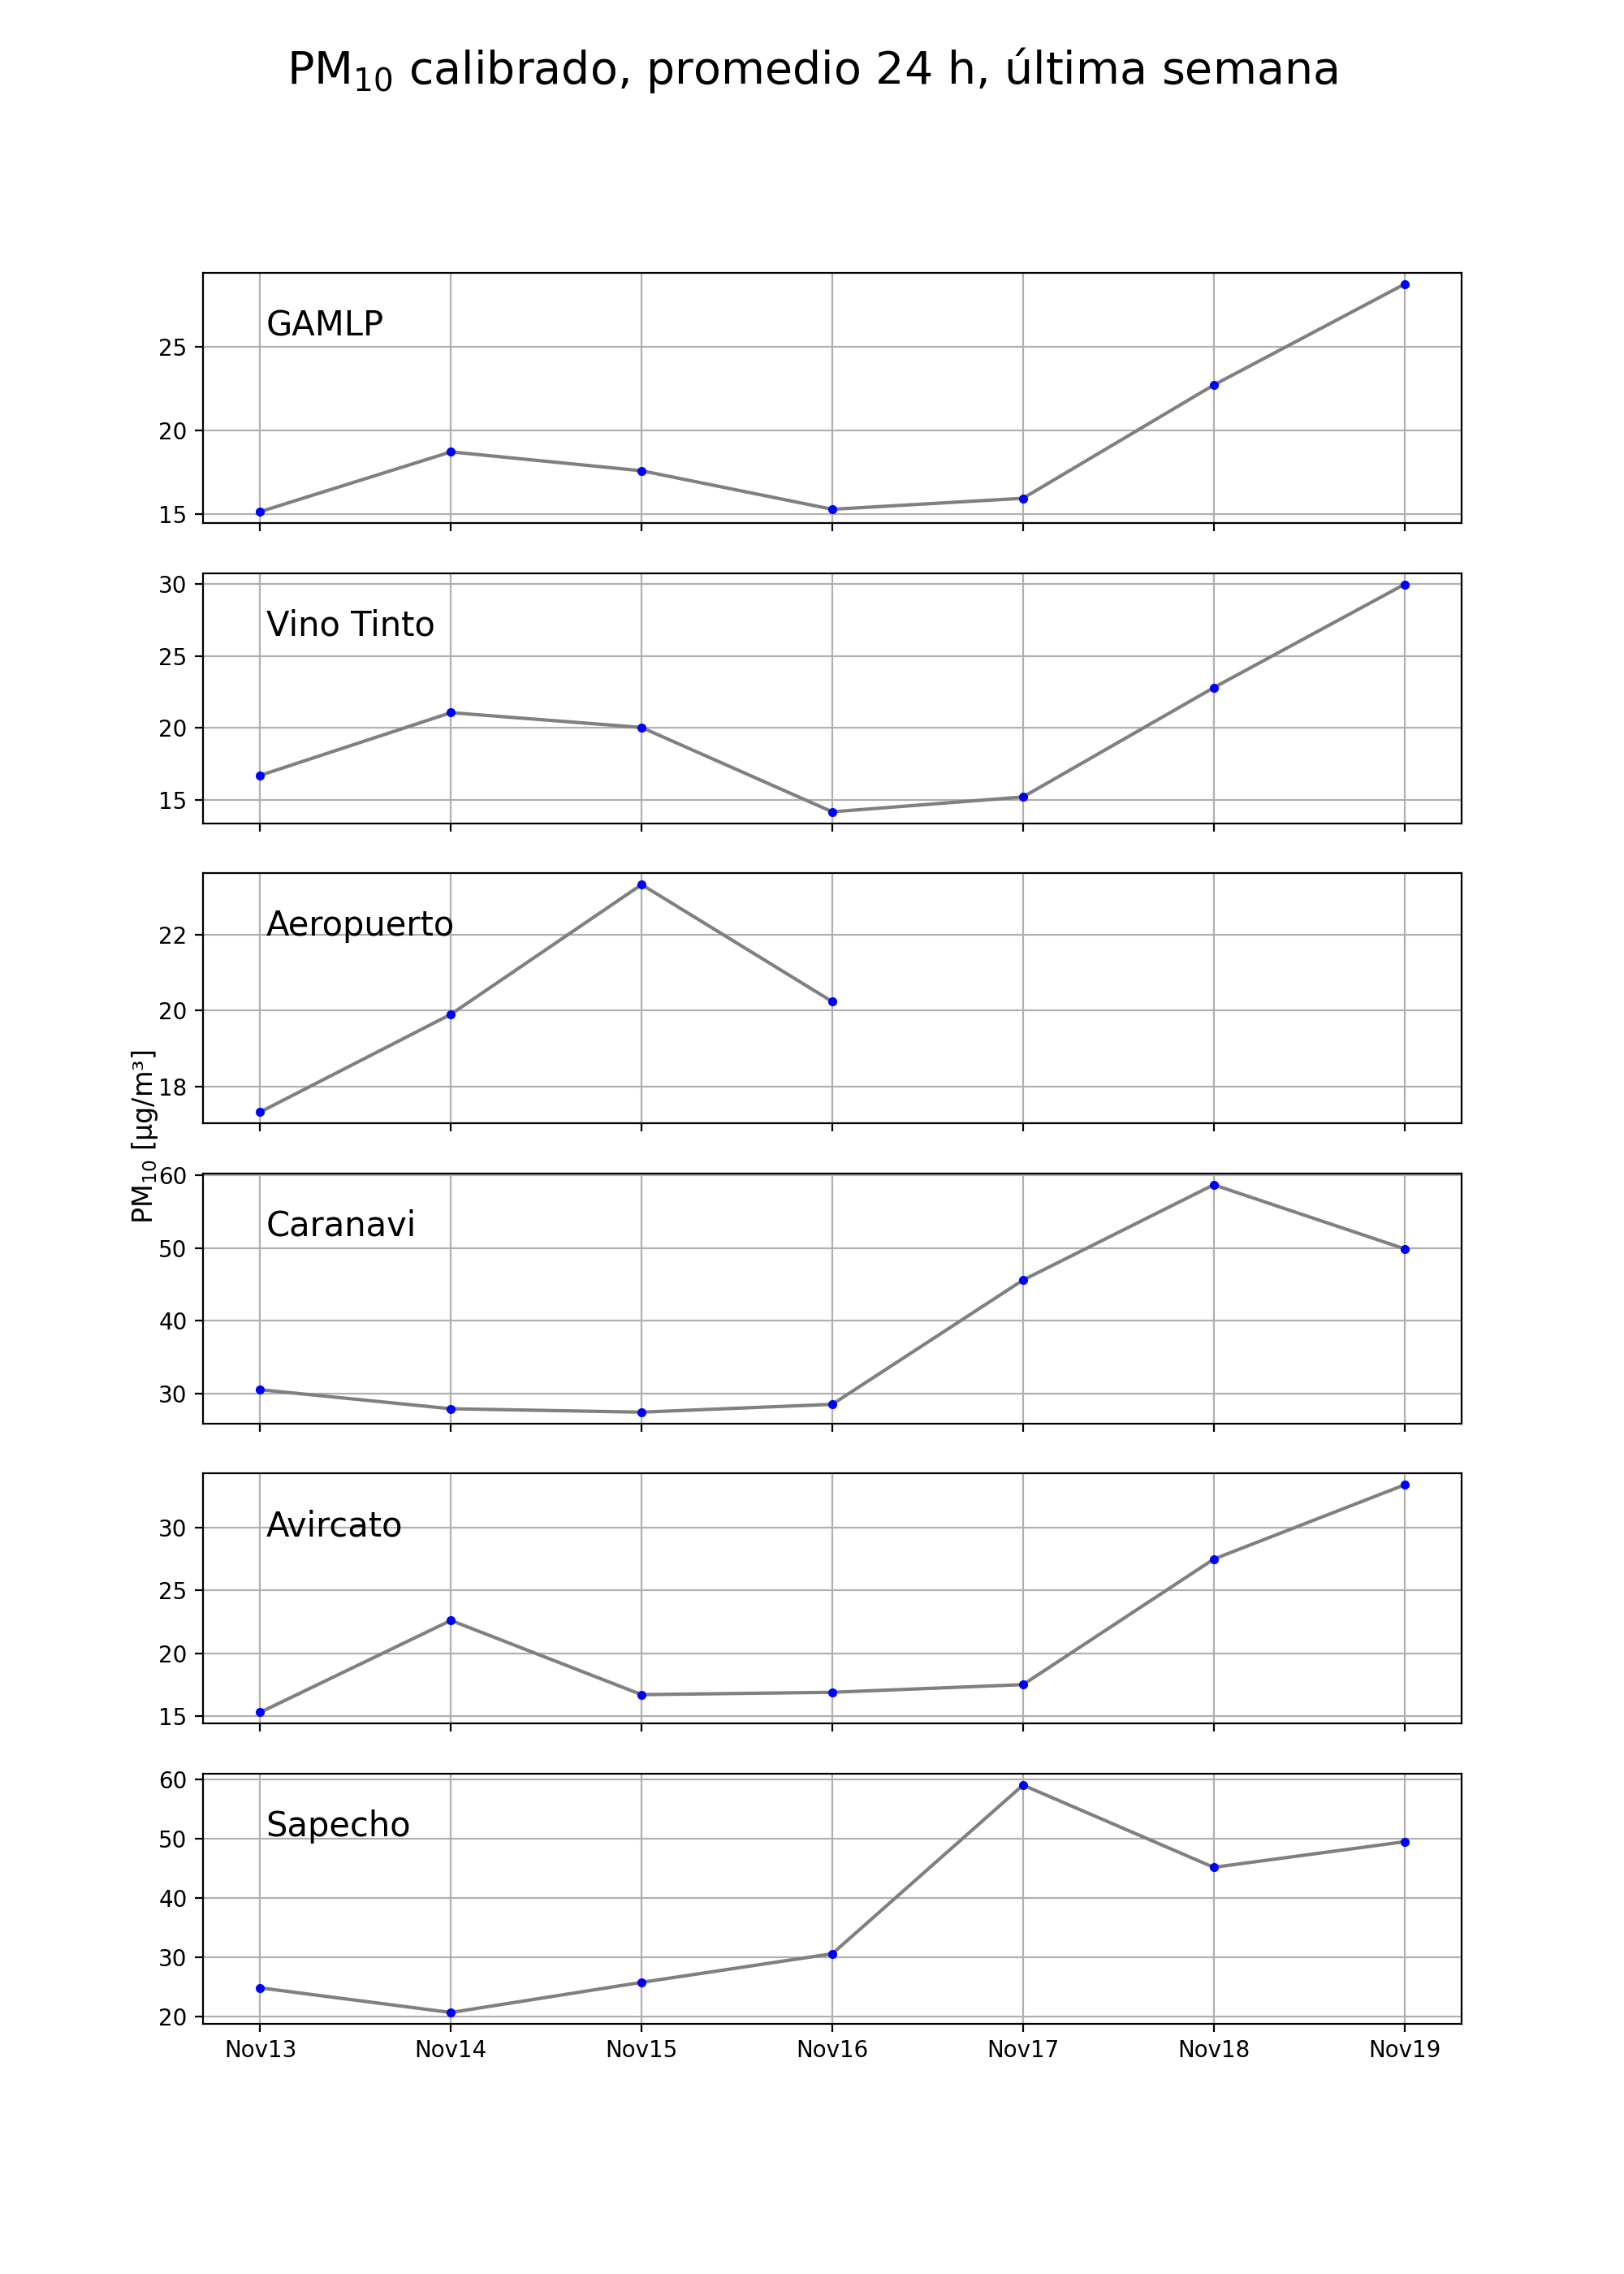 PM₁₀ calibrado, promedio 24 h, última semana
GAMLP
25
20
15
Vino Tinto
30
25
20
15
Aeropuerto
22
20
18
PM₁₀ [µg/m³]
Caranavi
60
50
40
30
Avircato
30
25
20
15
Sapecho
60
50
40
30
20
Nov13 Nov14 Nov15 Nov16 Nov17 Nov18 Nov19